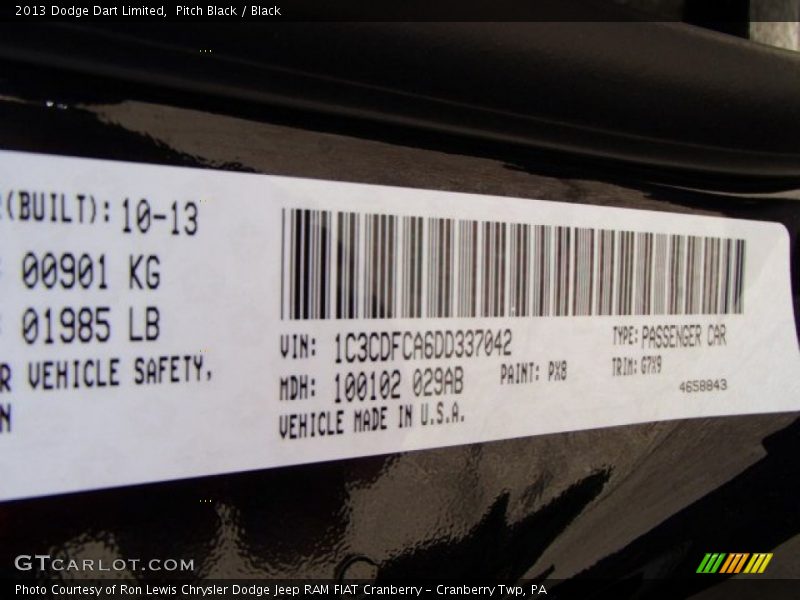 2013 Dodge Dart Limited, Pitch Black / Black
(BUILT): 10-13
00901 KG
01985 LB
R VEHICLE SAFETY,
N
VIN: 1C3CDFCA6DD337042
TYPE: PASSENGER CAR
MDH: 100102 029AB
PAINT: PX8
TRIM: G7X9
VEHICLE MADE IN U.S.A.
4658843
GTcarlot.com
Photo Courtesy of Ron Lewis Chrysler Dodge Jeep RAM FIAT Cranberry – Cranberry Twp, PA